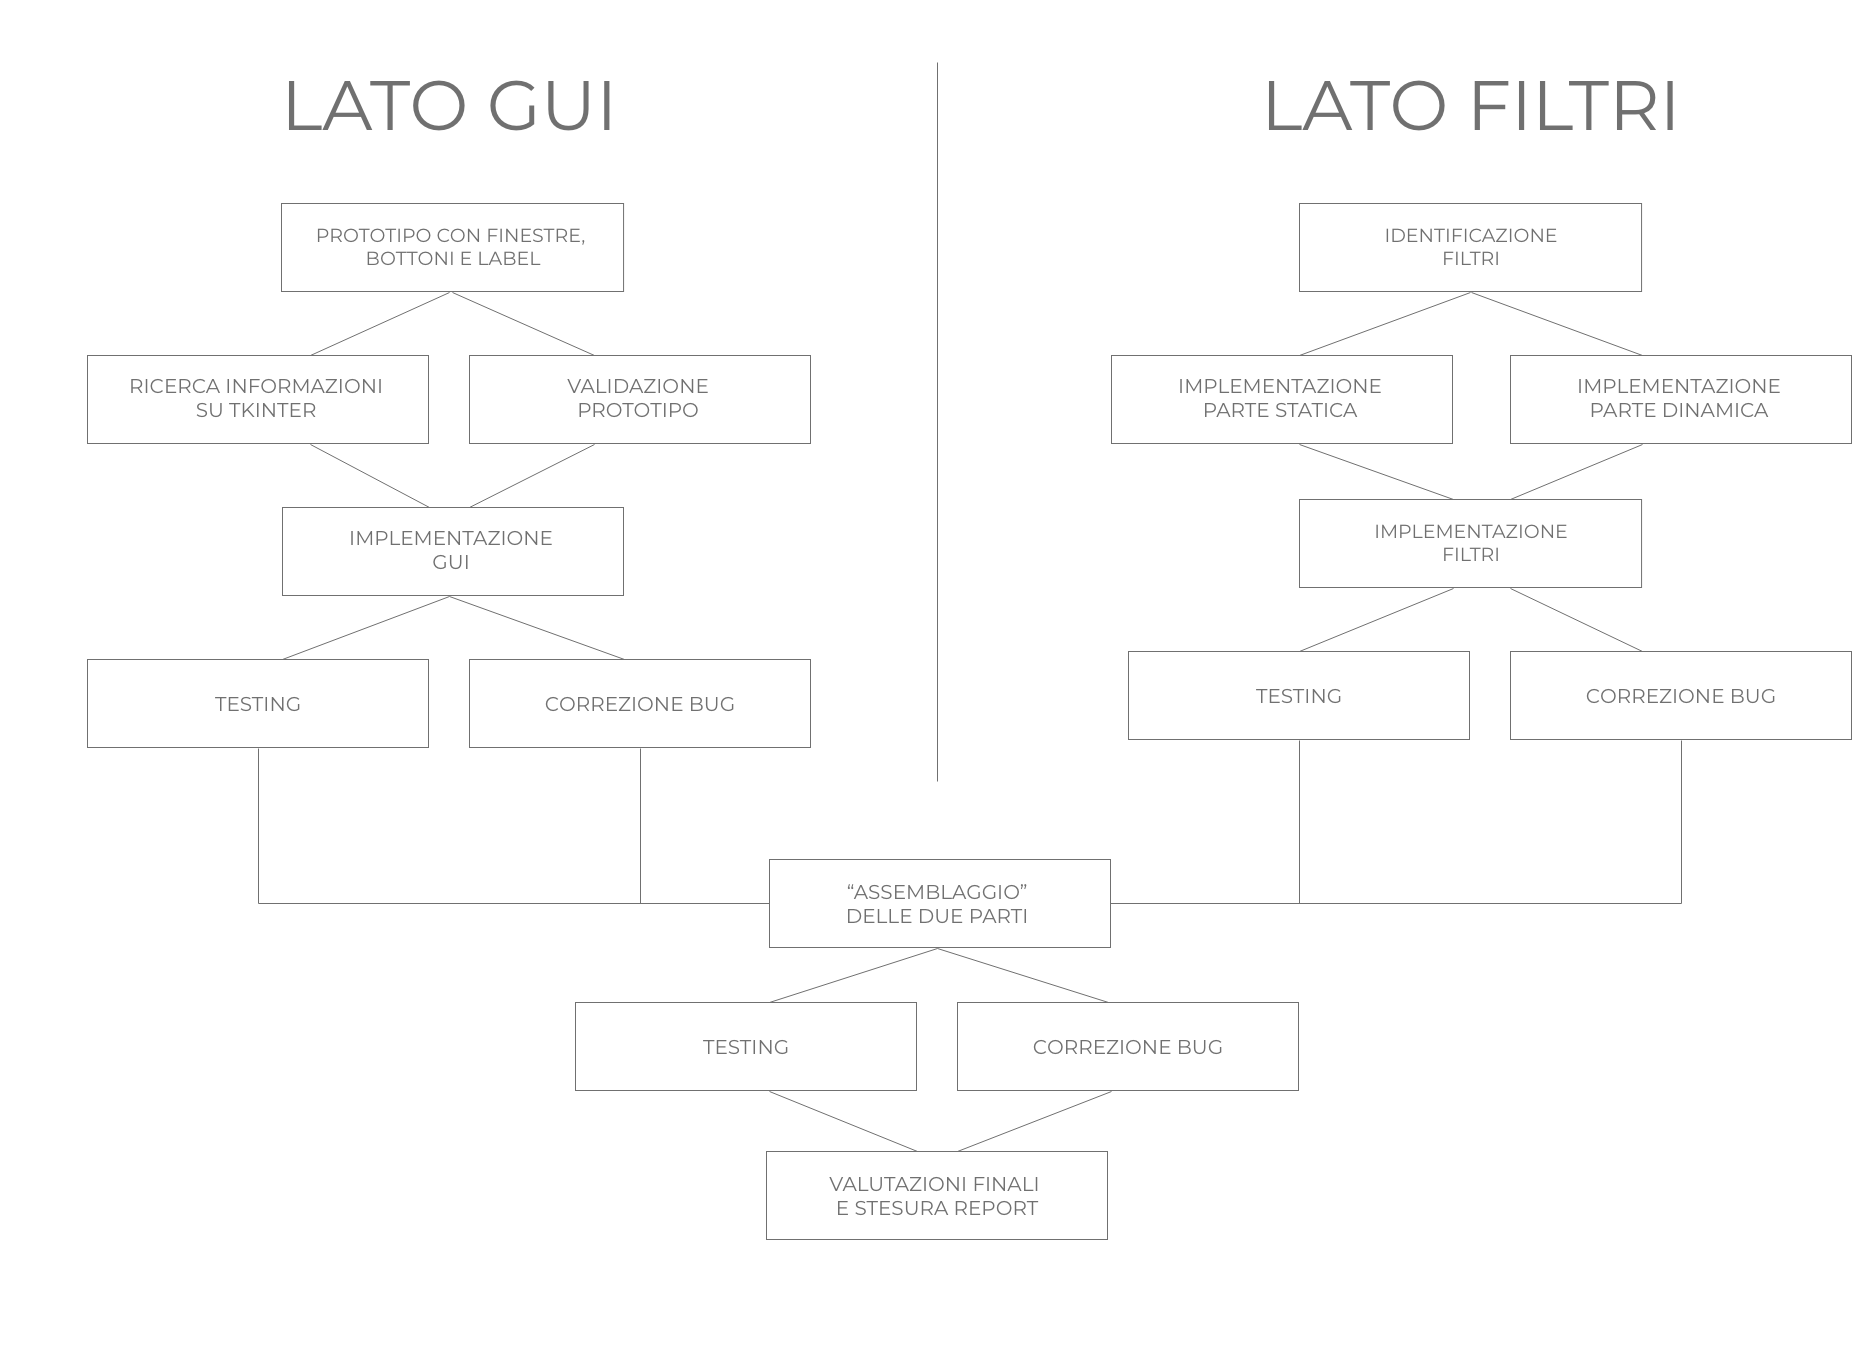 LATO GUI
LATO FILTRI
PROTOTIPO CON FINESTRE,
BOTTONI E LABEL
RICERCA INFORMAZIONI
SU TKINTER
VALIDAZIONE
PROTOTIPO
IMPLEMENTAZIONE
GUI
TESTING
CORREZIONE BUG
IDENTIFICAZIONE
FILTRI
IMPLEMENTAZIONE
PARTE STATICA
IMPLEMENTAZIONE
PARTE DINAMICA
IMPLEMENTAZIONE
FILTRI
TESTING
CORREZIONE BUG
“ASSEMBLAGGIO”
DELLE DUE PARTI
TESTING
CORREZIONE BUG
VALUTAZIONI FINALI
E STESURA REPORT